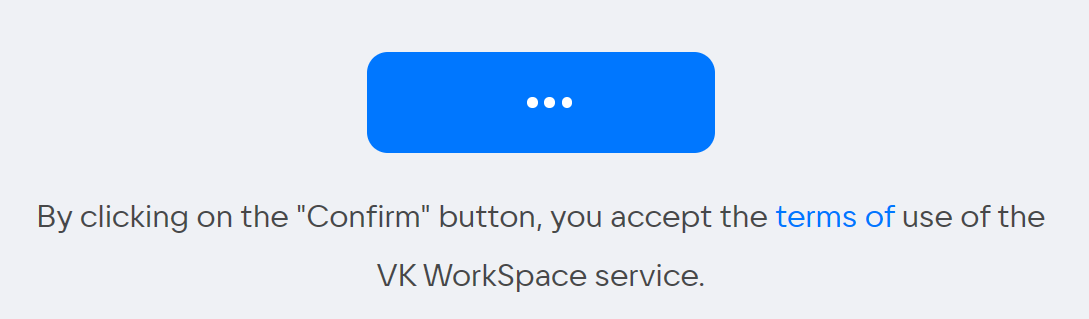 By clicking on the "Confirm" button, you accept the terms of use of the
VK WorkSpace service.